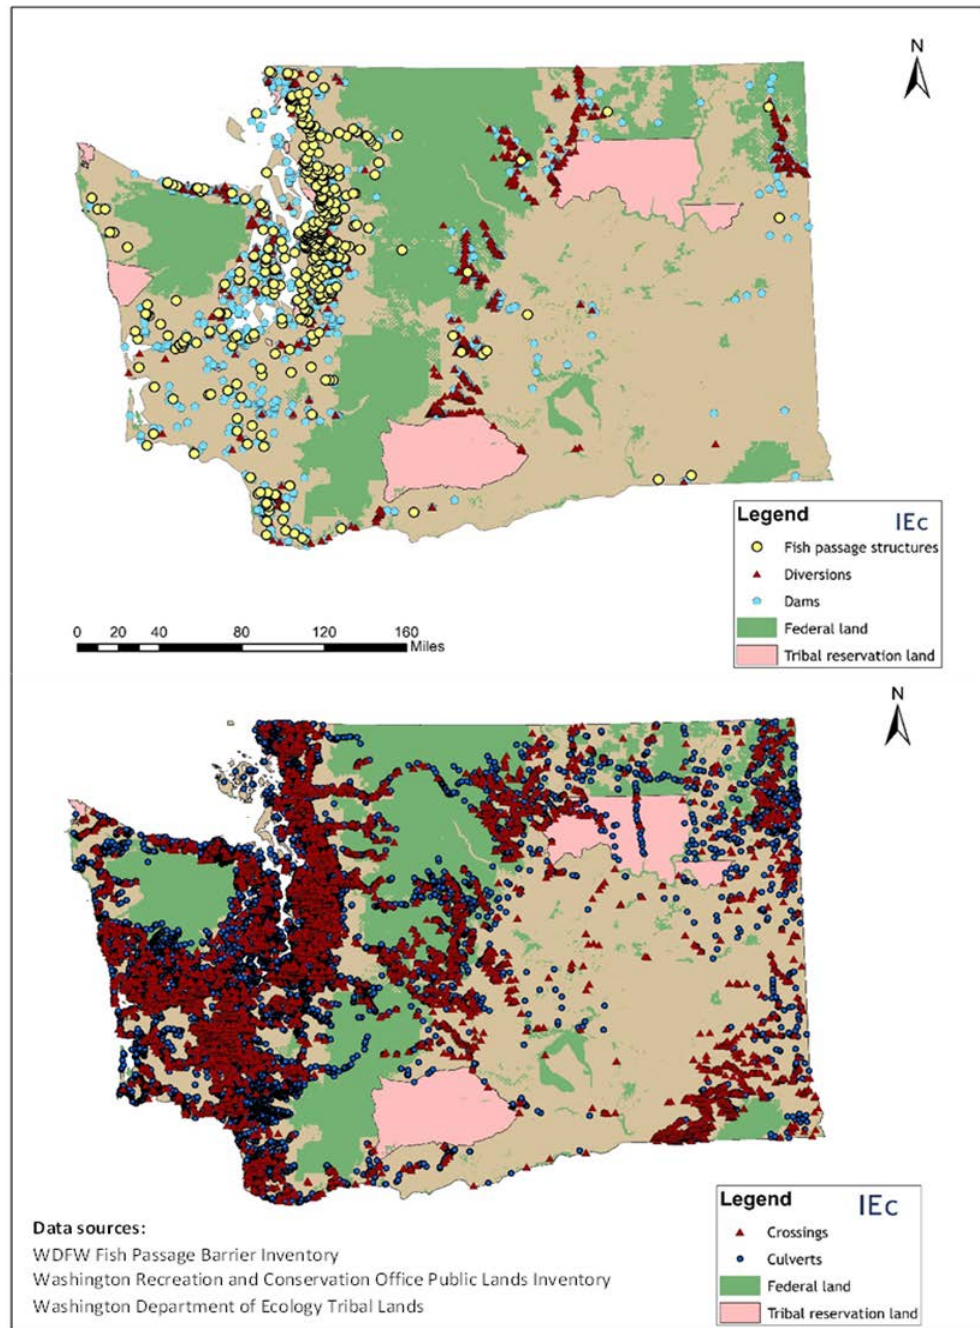 N
Legend IEc
Fish passage structures
Diversions
Dams
Federal land
Tribal reservation land
0 20 40 80 120 160
Miles
N
Legend IEc
Crossings
Culverts
Federal land
Tribal reservation land
Data sources:
WDFW Fish Passage Barrier Inventory
Washington Recreation and Conservation Office Public Lands Inventory
Washington Department of Ecology Tribal Lands